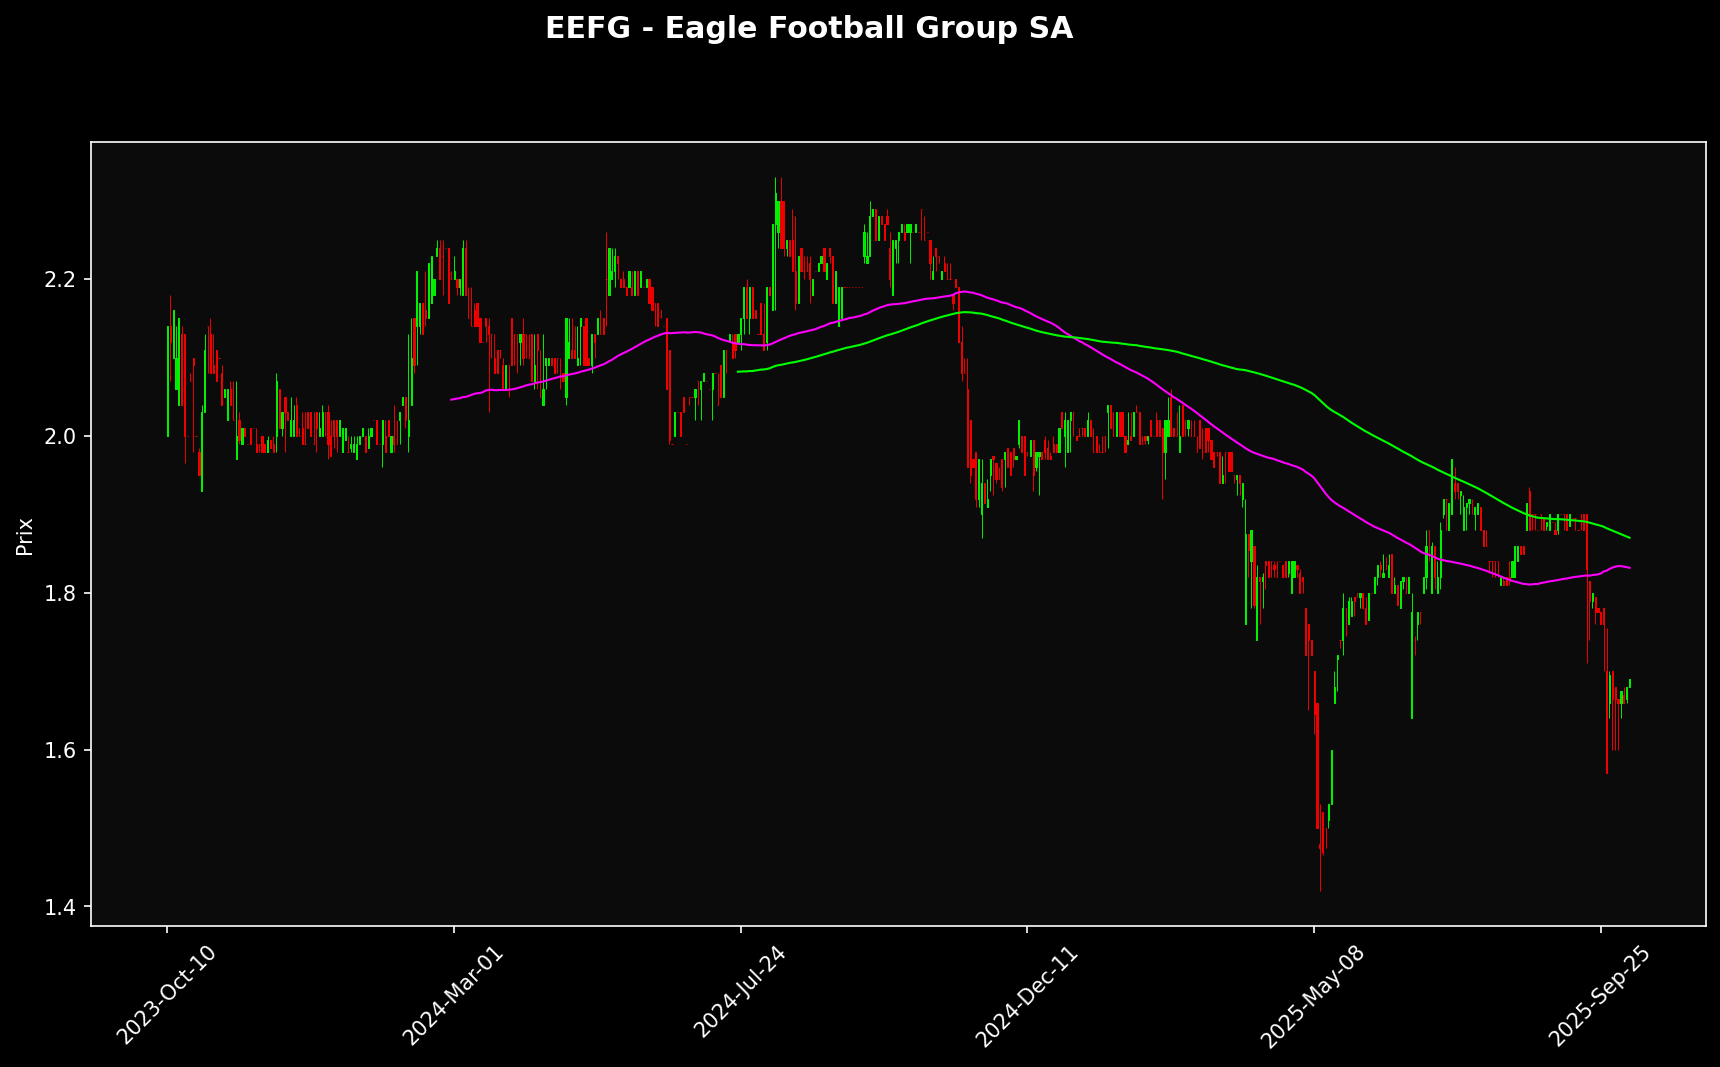 EEFG - Eagle Football Group SA
Prix
2.2
2.0
1.8
1.6
1.4
2023-Oct-10
2024-Mar-01
2024-Jul-24
2024-Dec-11
2025-May-08
2025-Sep-25